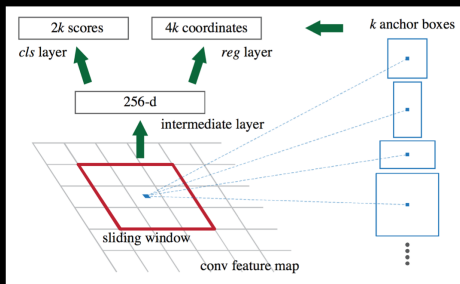 2k scores
4k coordinates
k anchor boxes
cls layer
reg layer
256-d
intermediate layer
sliding window
conv feature map